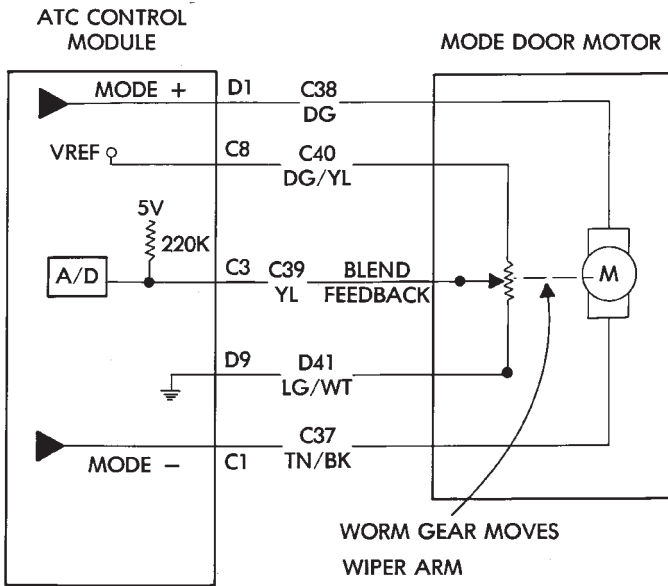 ATC CONTROL
MODULE
MODE DOOR MOTOR
MODE +
D1
C38
DG
VREF
C8
C40
DG/YL
5V
220K
A/D
C3
C39
YL
BLEND
FEEDBACK
M
D9
D41
LG/WT
MODE –
C1
C37
TN/BK
WORM GEAR MOVES
WIPER ARM